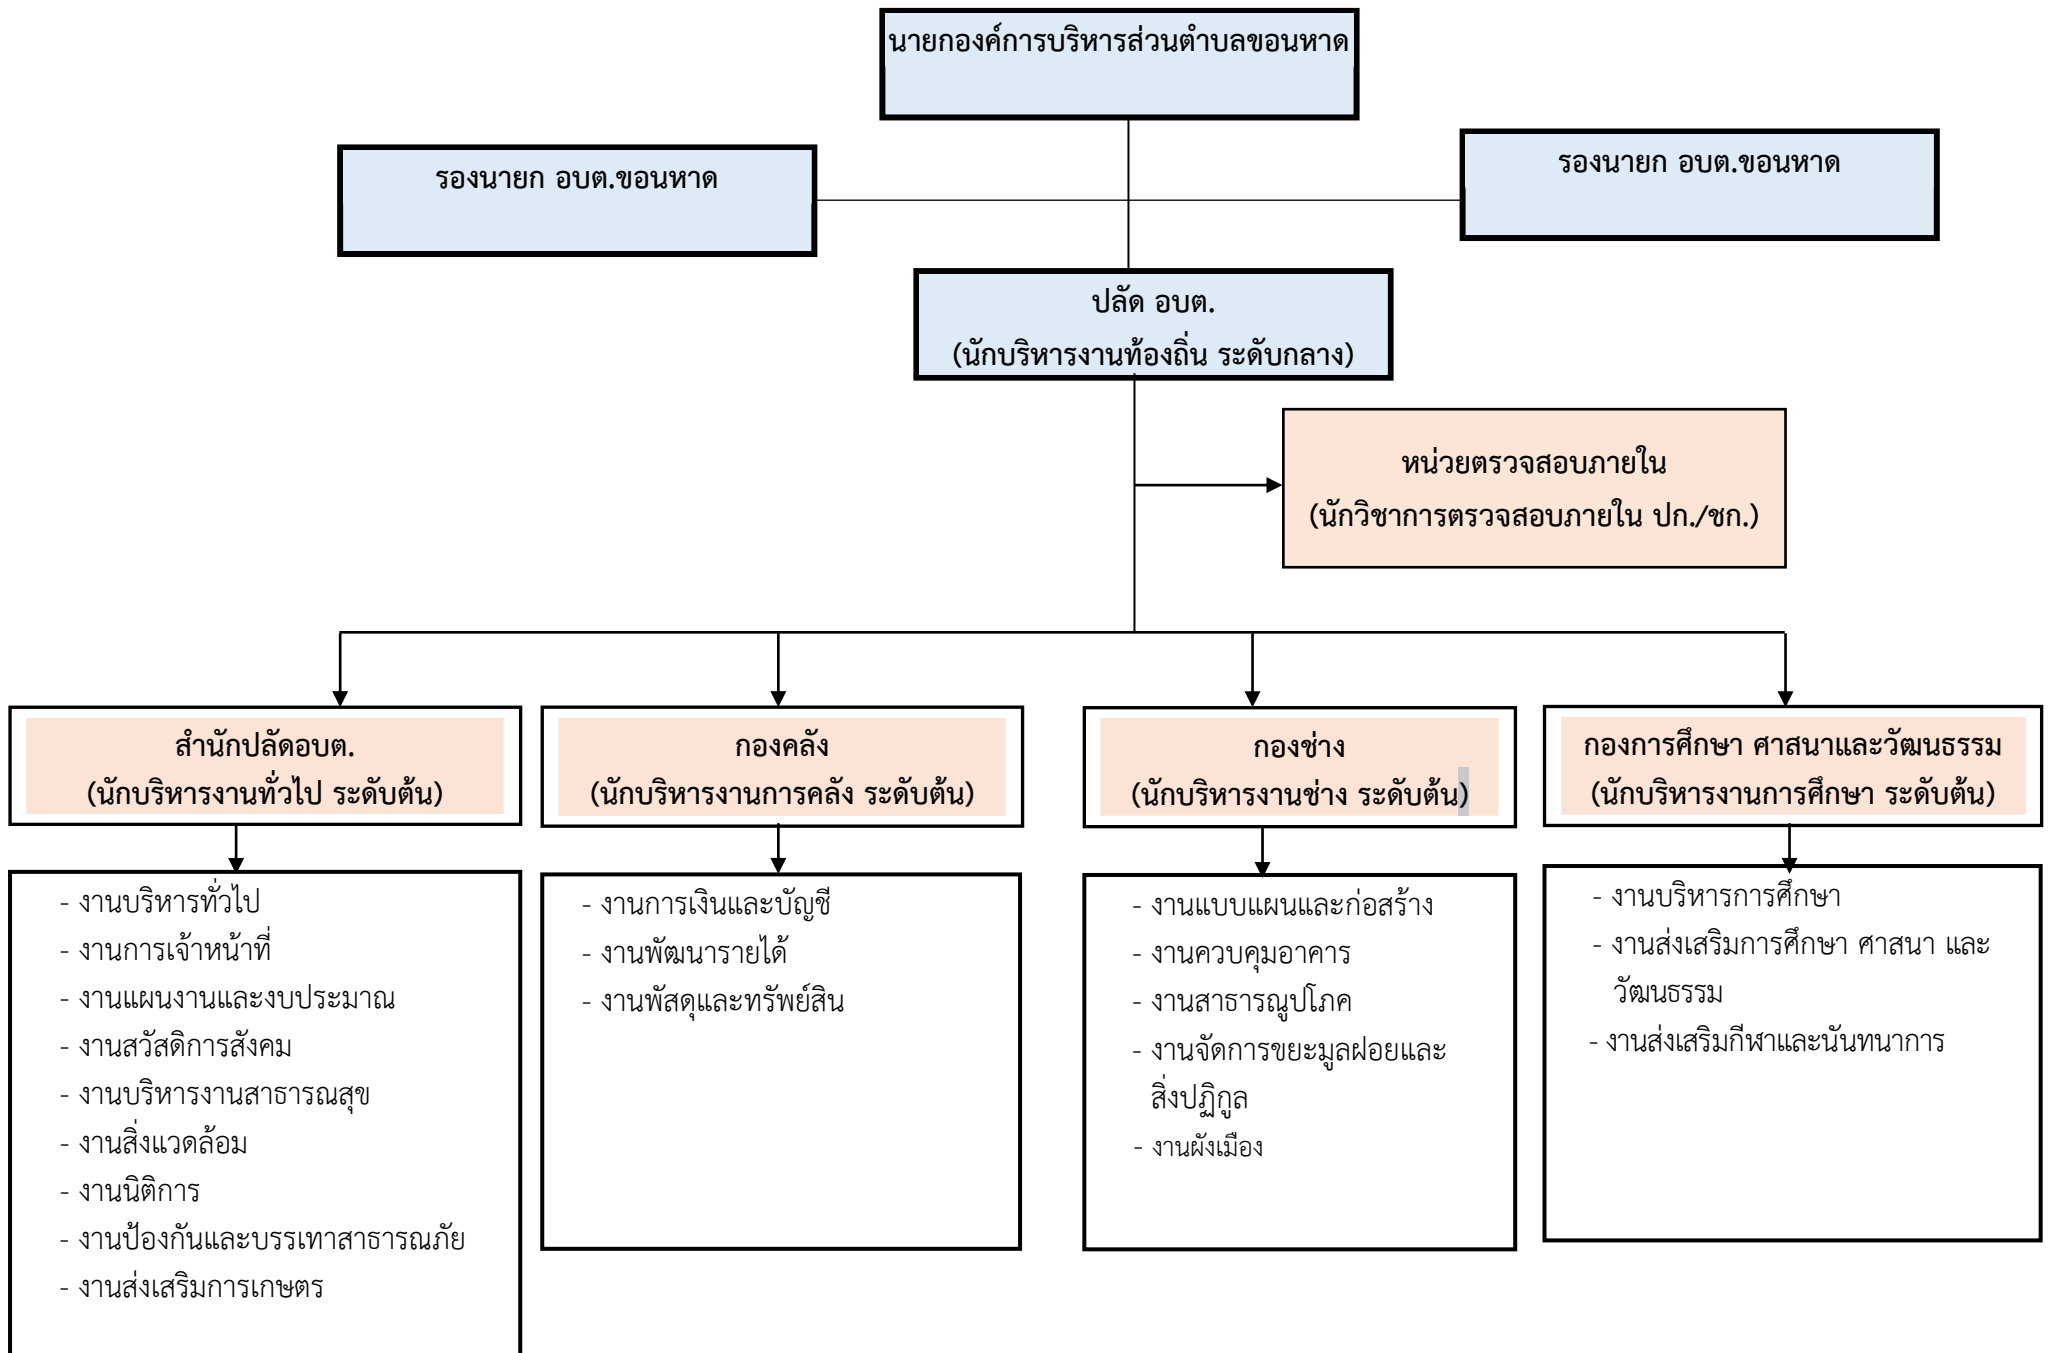 นายกองค์การบริหารส่วนตำบลขอนหาด
รองนายก อบต.ขอนหาด
รองนายก อบต.ขอนหาด
ปลัด อบต.
(นักบริหารงานท้องถิ่น ระดับกลาง)
หน่วยตรวจสอบภายใน
(นักวิชาการตรวจสอบภายใน ปก./ชก.)
สำนักปลัดอบต.
(นักบริหารงานทั่วไป ระดับต้น)
กองคลัง
(นักบริหารงานการคลัง ระดับต้น)
กองช่าง
(นักบริหารงานช่าง ระดับต้น)
กองการศึกษา ศาสนาและวัฒนธรรม
(นักบริหารงานการศึกษา ระดับต้น)
- งานบริหารทั่วไป
- งานการเจ้าหน้าที่
- งานแผนงานและงบประมาณ
- งานสวัสดิการสังคม
- งานบริหารงานสาธารณสุข
- งานสิ่งแวดล้อม
- งานนิติการ
- งานป้องกันและบรรเทาสาธารณภัย
- งานส่งเสริมการเกษตร
- งานการเงินและบัญชี
- งานพัฒนารายได้
- งานพัสดุและทรัพย์สิน
- งานแบบแผนและก่อสร้าง
- งานควบคุมอาคาร
- งานสาธารณูปโภค
- งานจัดการขยะมูลฝอยและ
สิ่งปฏิกูล
- งานผังเมือง
- งานบริหารการศึกษา
- งานส่งเสริมการศึกษา ศาสนา และ
วัฒนธรรม
- งานส่งเสริมกีฬาและนันทนาการ